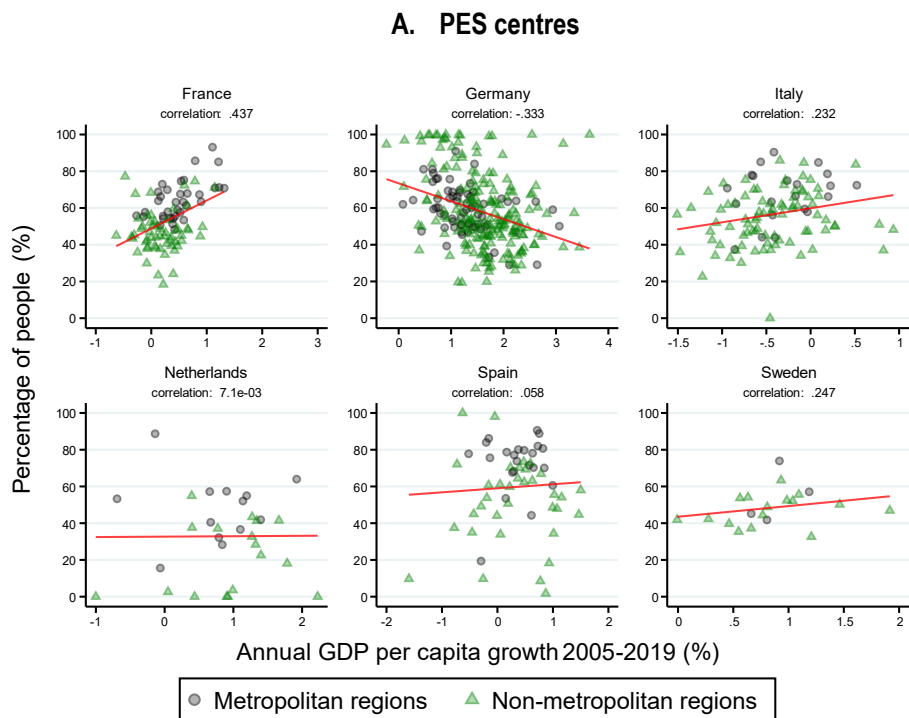 A. PES centres
France
correlation: .437
Germany
correlation: -.333
Italy
correlation: .232
100
80
60
40
20
0
-1 0 1 2 3
100
80
60
40
20
0
0 1 2 3 4
100
80
60
40
20
0
-1.5 -1 -.5 0 .5 1
Netherlands
correlation: 7.1e-03
Spain
correlation: .058
Sweden
correlation: .247
100
80
60
40
20
0
-1 0 1 2
100
80
60
40
20
0
-2 -1 0 1 2
100
80
60
40
20
0
0 .5 1 1.5 2
Percentage of people (%)
Annual GDP per capita growth 2005-2019 (%)
Metropolitan regions Non-metropolitan regions